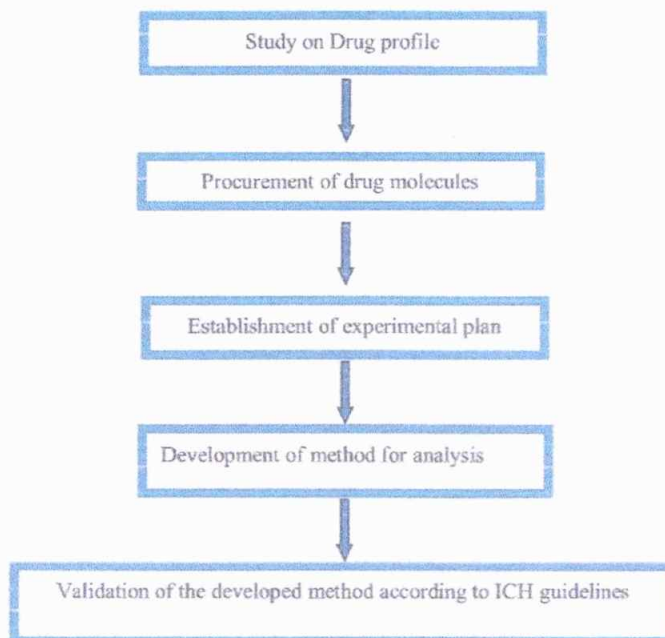 Study on Drug profile
Procurement of drug molecules
Establishment of experimental plan
Development of method for analysis
Validation of the developed method according to ICH guidelines